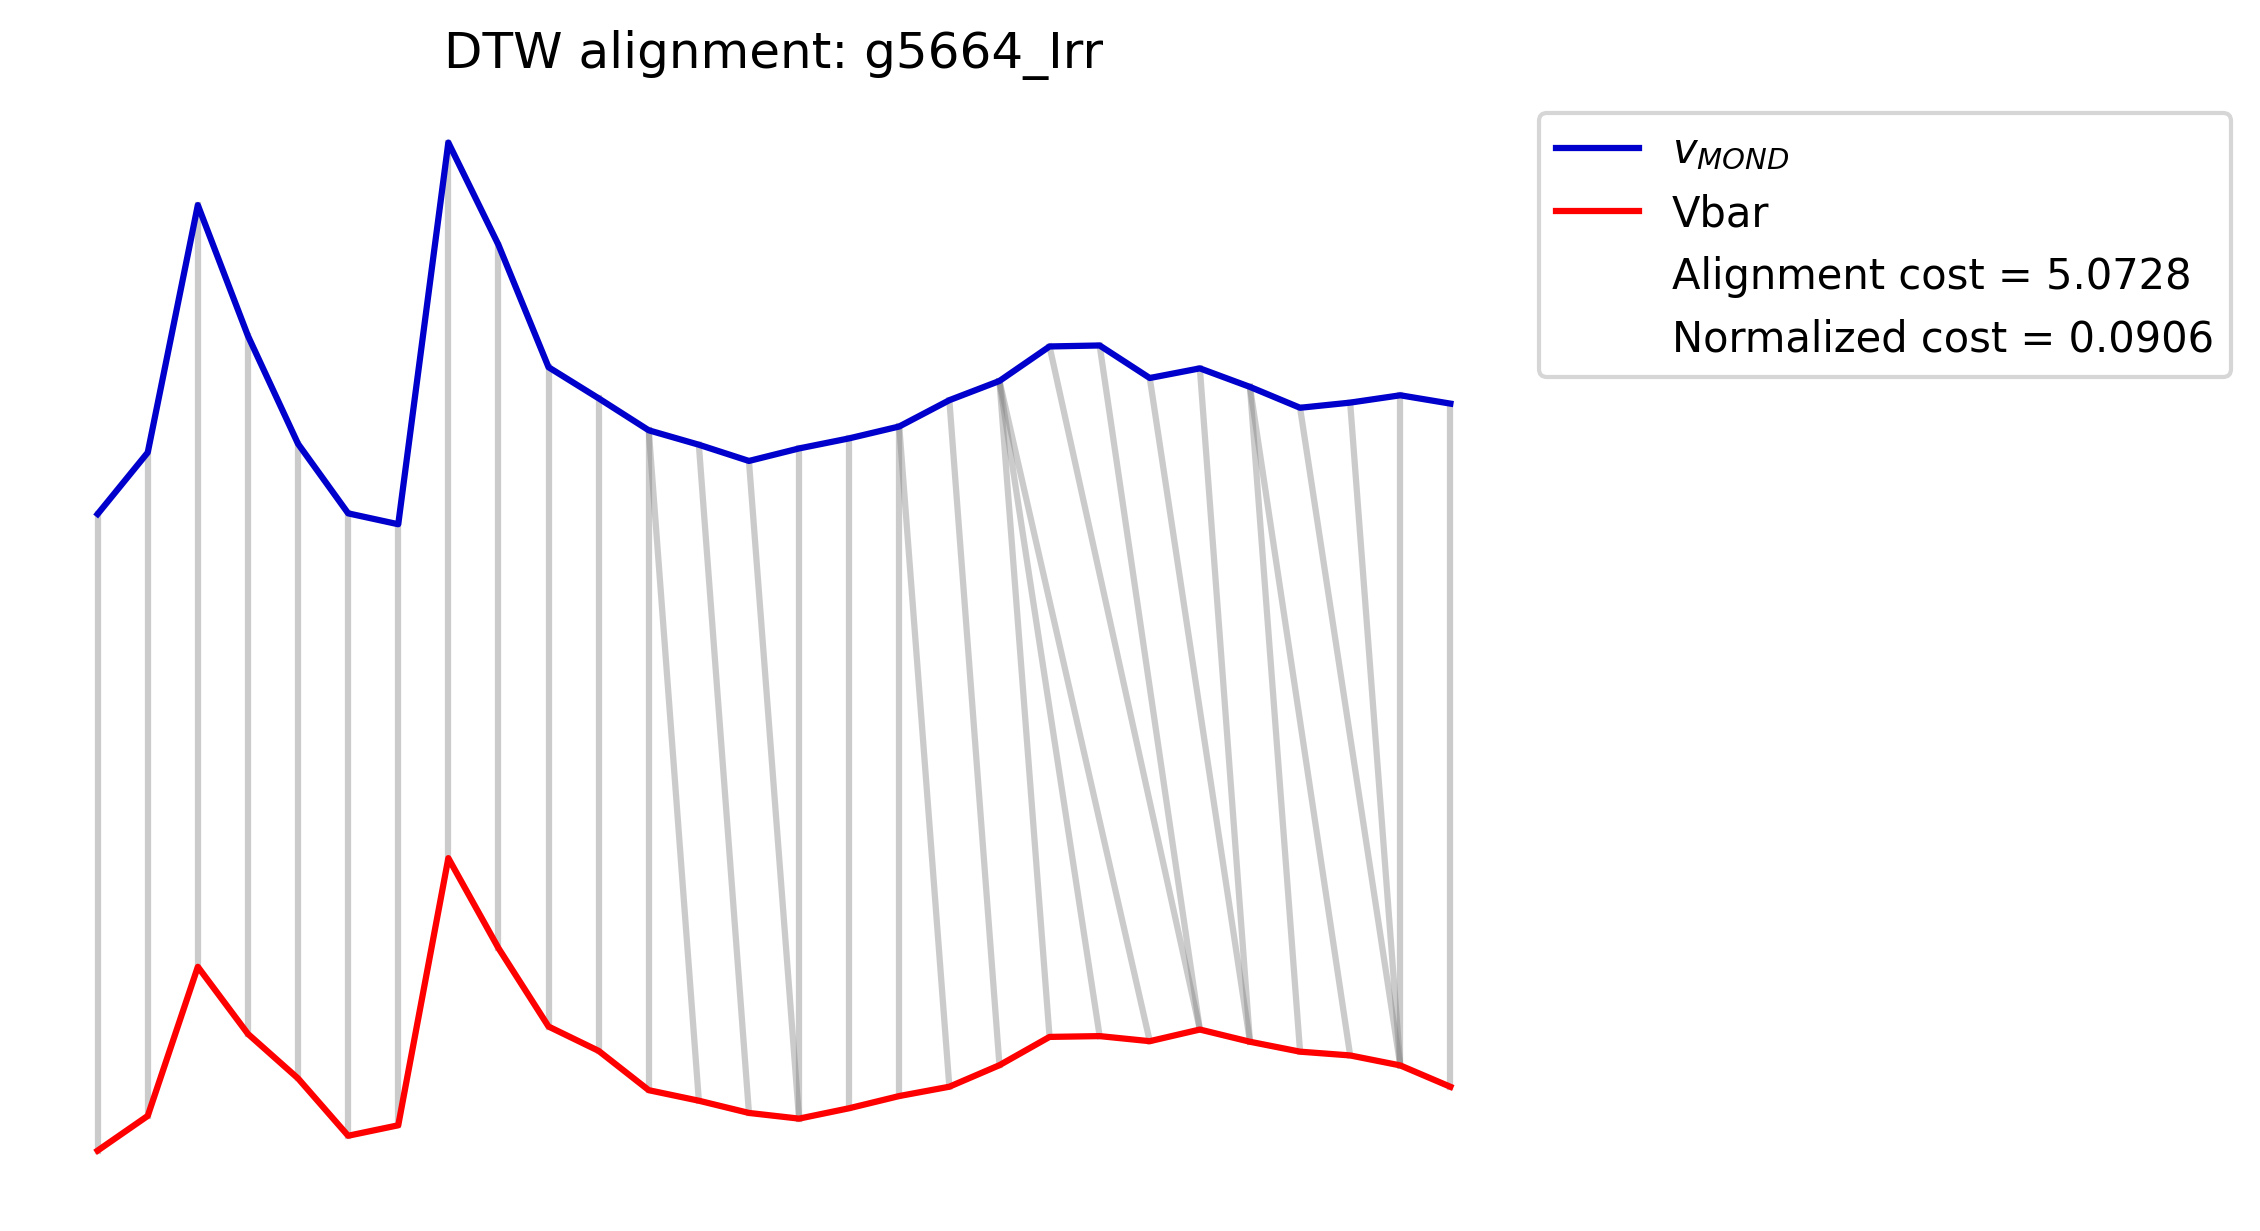 DTW alignment: g5664_Irr
v_MOND
Vbar
Alignment cost = 5.0728
Normalized cost = 0.0906